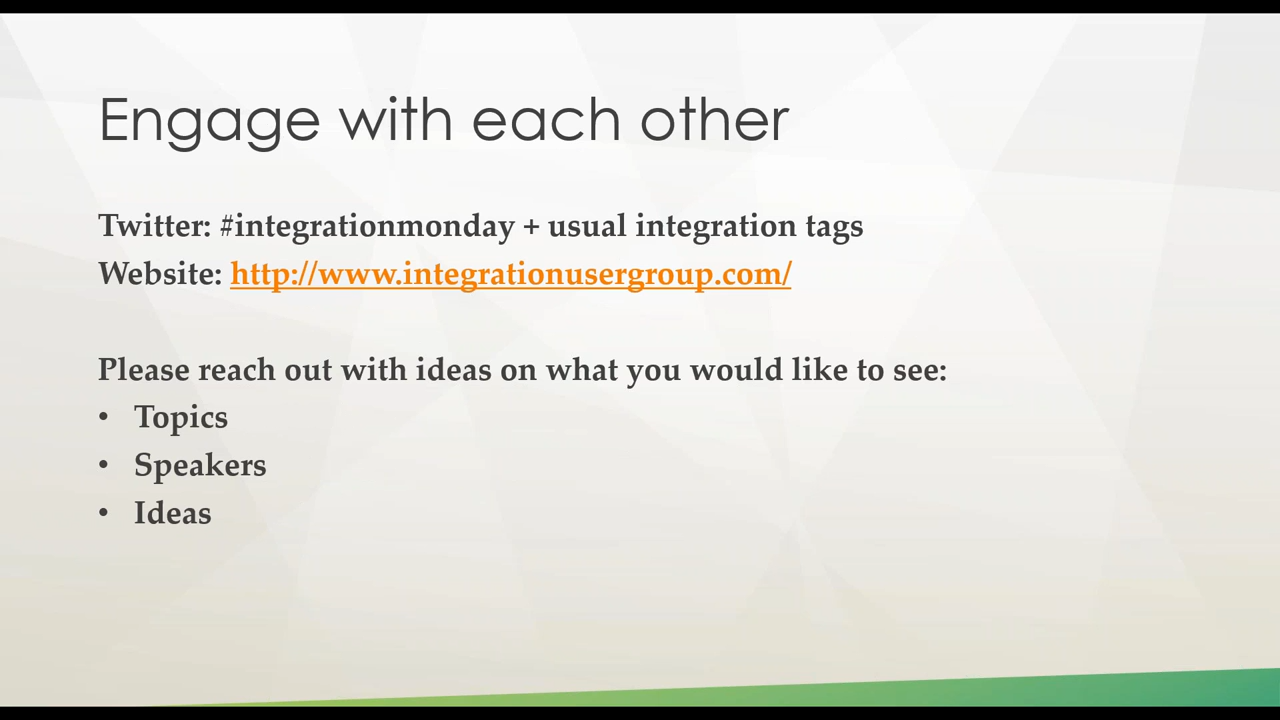 Engage with each other
Twitter: #integrationmonday + usual integration tags
Website: http://www.integrationusergroup.com/
Please reach out with ideas on what you would like to see:
• Topics
• Speakers
• Ideas